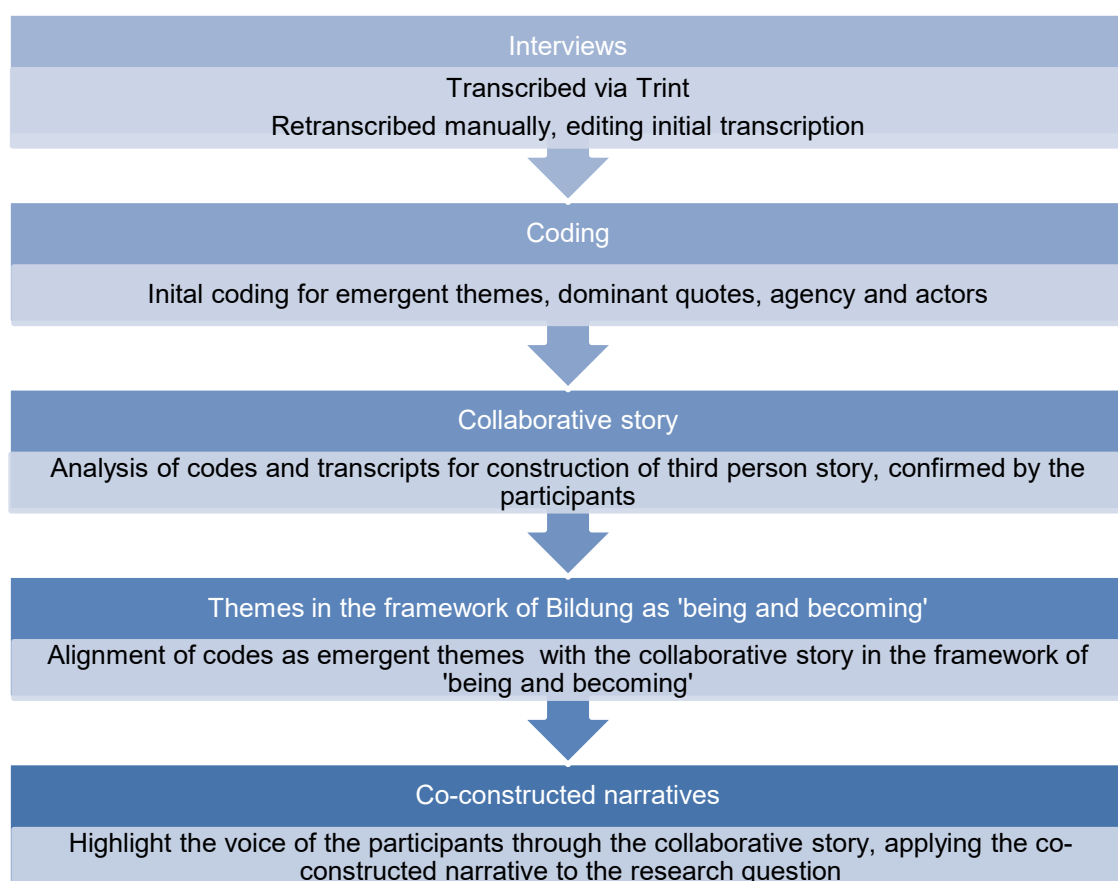 Interviews
Transcribed via Trint
Retranscribed manually, editing initial transcription
Coding
Inital coding for emergent themes, dominant quotes, agency and actors
Collaborative story
Analysis of codes and transcripts for construction of third person story, confirmed by the
participants
Themes in the framework of Bildung as 'being and becoming'
Alignment of codes as emergent themes  with the collaborative story in the framework of
'being and becoming'
Co-constructed narratives
Highlight the voice of the participants through the collaborative story, applying the co-
constructed narrative to the research question